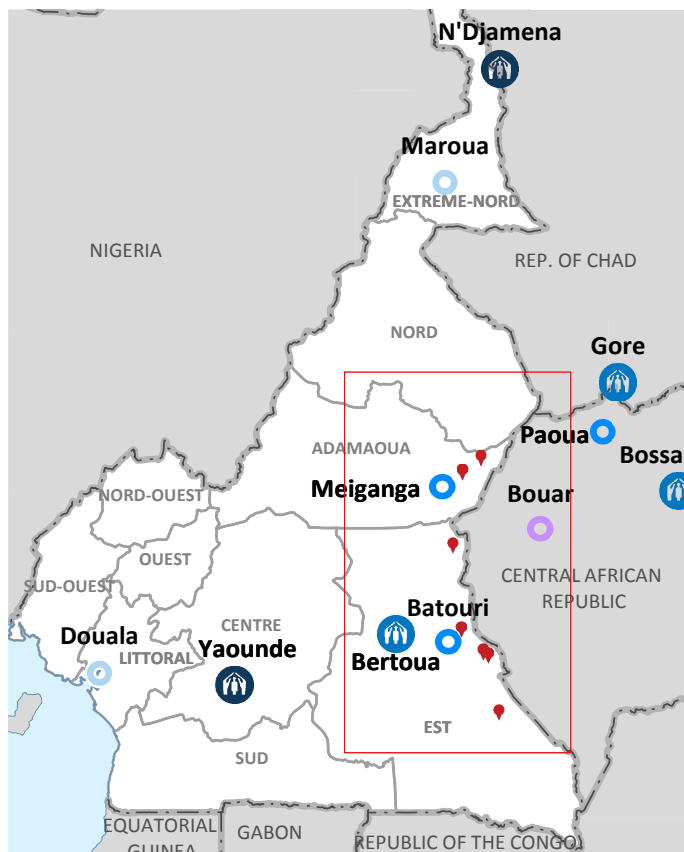 N'Djamena
Maroua
EXTREME-NORD
NIGERIA
REP. OF CHAD
NORD
Gore
Paoua
ADAMAOUA
Bossa
Meiganga
Bouar
NORD-OUEST
OUEST
CENTRAL AFRICAN
REPUBLIC
SUD-OUEST
Batouri
CENTRE
Douala
Yaounde
LITTORAL
Bertoua
EST
SUD
EQUATORIAL
GUINEA
GABON
REPUBLIC OF THE CONGO